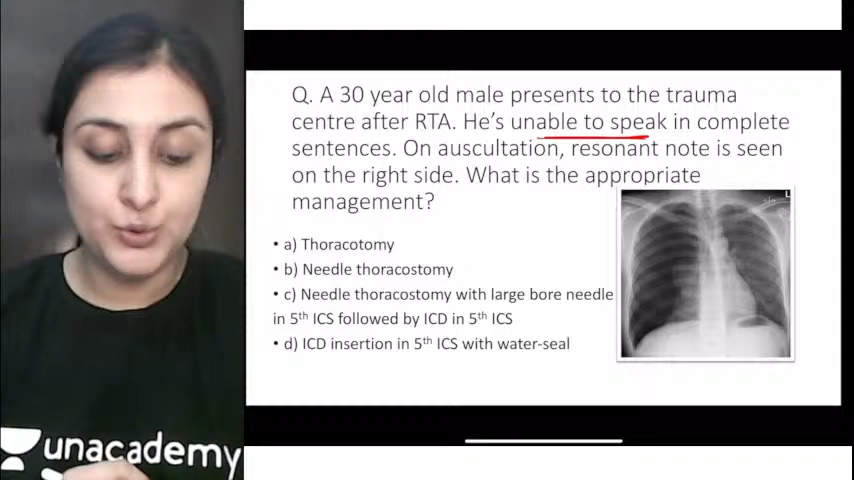 Q. A 30 year old male presents to the trauma
centre after RTA. He's unable to speak in complete
sentences. On auscultation, resonant note is seen
on the right side. What is the appropriate
management?
• a) Thoracotomy
• b) Needle thoracostomy
• c) Needle thoracostomy with large bore needle
in 5th ICS followed by ICD in 5th ICS
• d) ICD insertion in 5th ICS with water-seal
L
unacademy